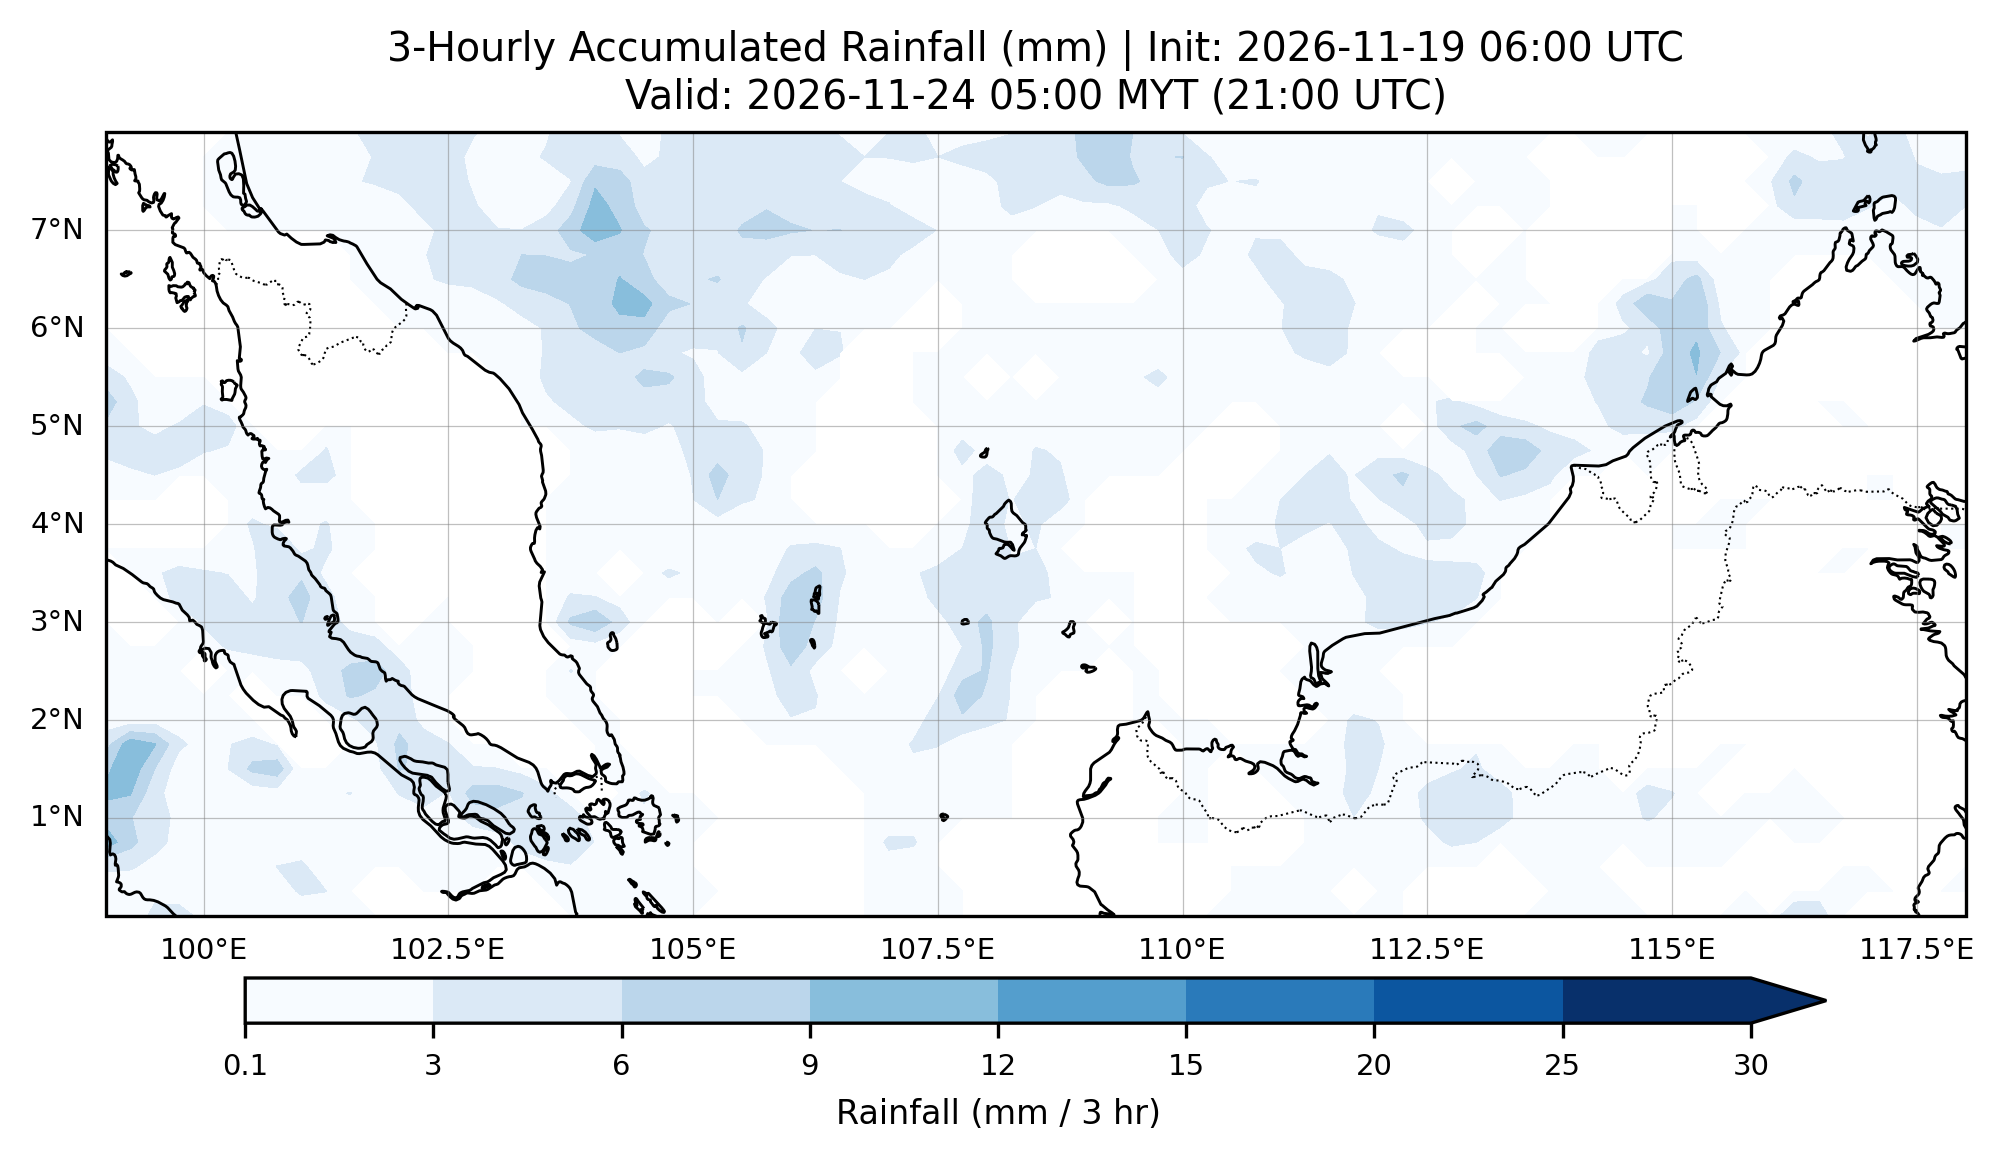 3-Hourly Accumulated Rainfall (mm) | Init: 2026-11-19 06:00 UTC
Valid: 2026-11-24 05:00 MYT (21:00 UTC)
7°N
6°N
5°N
4°N
3°N
2°N
1°N
100°E 102.5°E 105°E 107.5°E 110°E 112.5°E 115°E 117.5°E
0.1 3 6 9 12 15 20 25 30
Rainfall (mm / 3 hr)